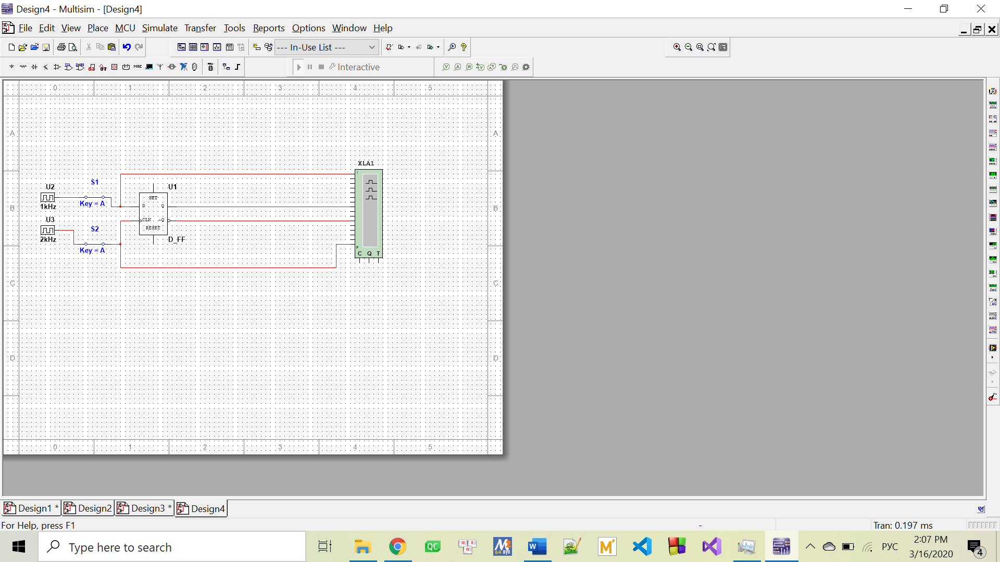 Design4 - Multisim - [Design4]
File Edit View Place MCU Simulate Transfer Tools Reports Options Window Help
--- In-Use List ---
Interactive
0 1 2 3 4 5
A A
XLA1
1
S1
U2 U1
SET
Key = A
D Q
1kHz
B B
U3
CLK ~Q
S2
RESET
2kHz D_FF
F
Key = A
C Q T
C C
D D
0 1 2 3 4 5
Design1 * Design2 Design3 * Design4
For Help, press F1 - Tran: 0.197 ms
Type here to search
РУС
2:07 PM
3/16/2020
4